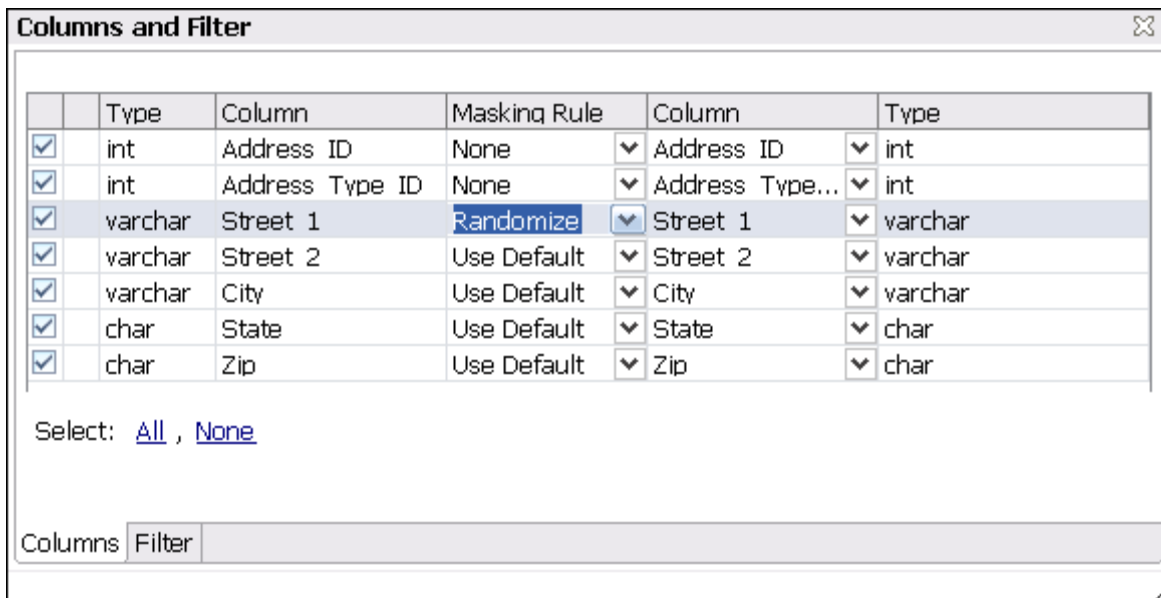 Columns and Filter
Type Column Masking Rule Column Type
int Address ID None Address ID int
int Address Type ID None Address Type... int
varchar Street 1 Randomize Street 1 varchar
varchar Street 2 Use Default Street 2 varchar
varchar City Use Default City varchar
char State Use Default State char
char Zip Use Default Zip char
Select: All , None
Columns Filter